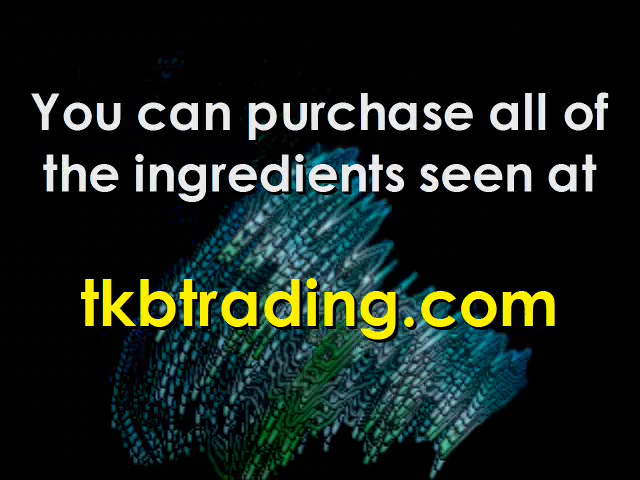 You can purchase all of
the ingredients seen at
tkbtrading.com